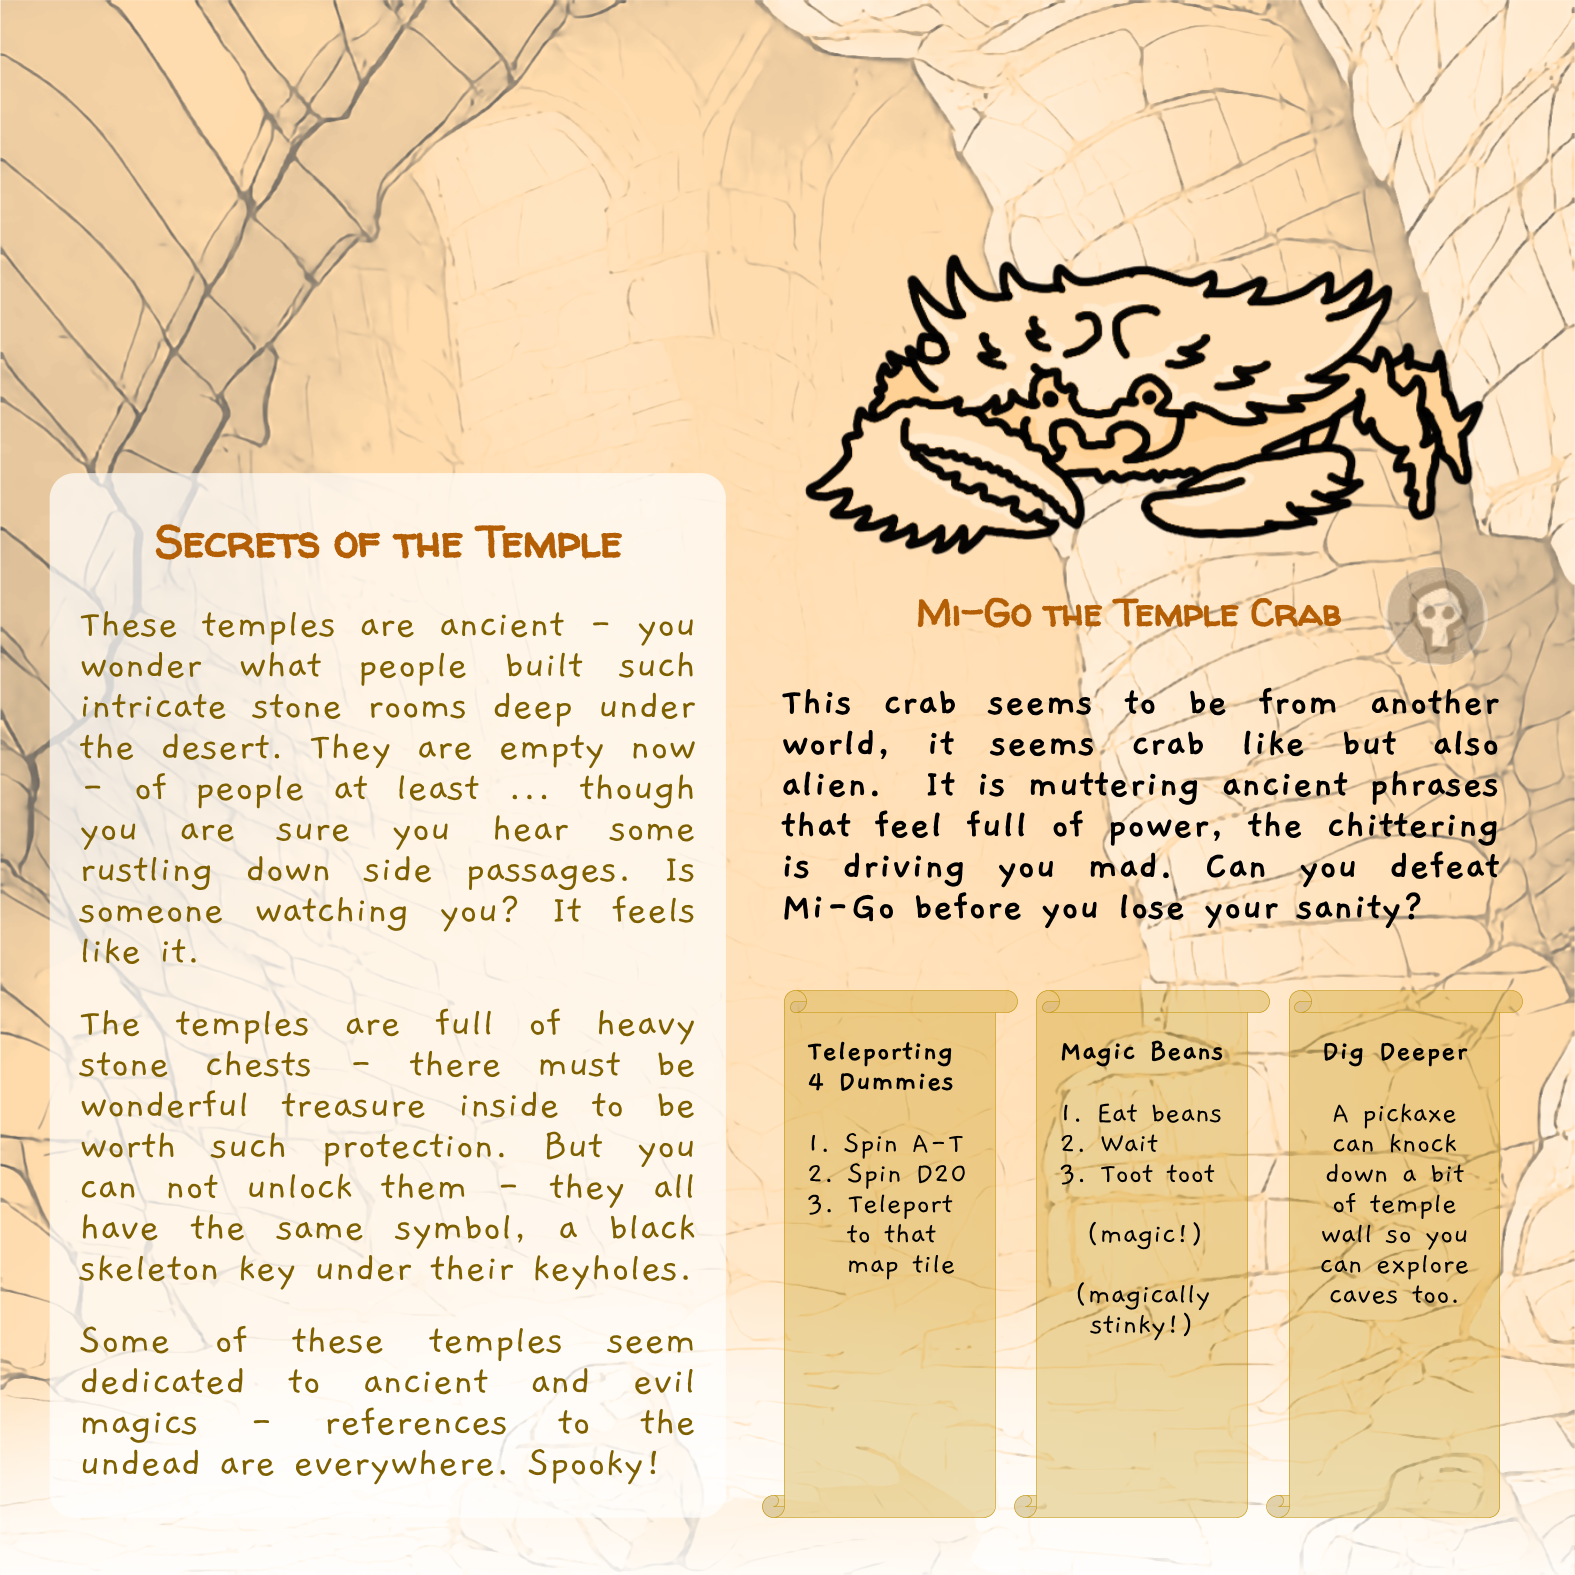 Secrets of the Temple
These temples are ancient - you
wonder what people built such
intricate stone rooms deep under
the desert. They are empty now
- of people at least ... though
you are sure you hear some
rustling down side passages. Is
someone watching you? It feels
like it.
The temples are full of heavy
stone chests - there must be
wonderful treasure inside to be
worth such protection. But you
can not unlock them - they all
have the same symbol, a black
skeleton key under their keyholes.
Some of these temples seem
dedicated to ancient and evil
magics - references to the
undead are everywhere. Spooky!
Mi-Go the Temple Crab
This crab seems to be from another
world, it seems crab like but also
alien. It is muttering ancient phrases
that feel full of power, the chittering
is driving you mad. Can you defeat
Mi-Go before you lose your sanity?
Teleporting
4 Dummies
1. Spin A-T
2. Spin D20
3. Teleport
to that
map tile
Magic Beans
1. Eat beans
2. Wait
3. Toot toot
(magic!)
(magically
stinky!)
Dig Deeper
A pickaxe
can knock
down a bit
of temple
wall so you
can explore
caves too.